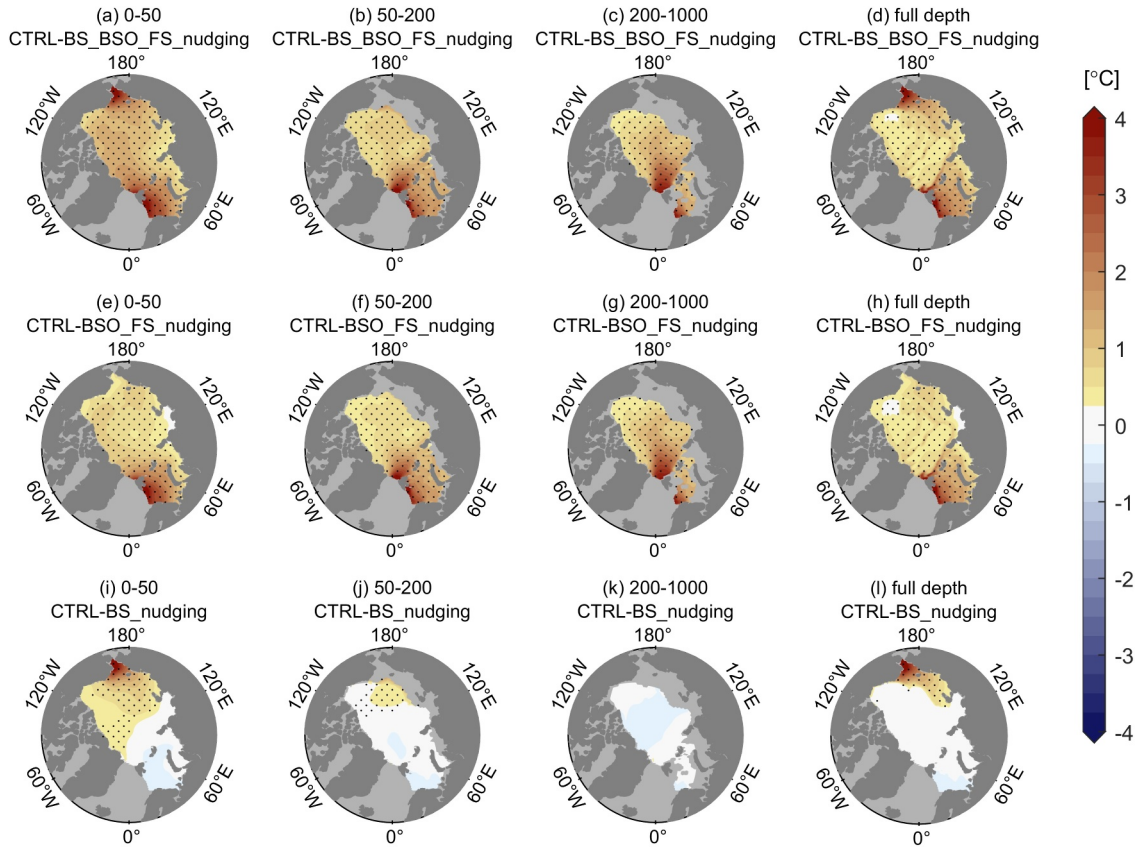 (a) 0-50
CTRL-BS_BSO_FS_nudging
180°
120°W
120°E
60°W
60°E
0°
(b) 50-200
CTRL-BS_BSO_FS_nudging
180°
120°W
120°E
60°W
60°E
0°
(c) 200-1000
CTRL-BS_BSO_FS_nudging
180°
120°W
120°E
60°W
60°E
0°
(d) full depth
CTRL-BS_BSO_FS_nudging
180°
120°W
120°E
60°W
60°E
0°
(e) 0-50
CTRL-BSO_FS_nudging
180°
120°W
120°E
60°W
60°E
0°
(f) 50-200
CTRL-BSO_FS_nudging
180°
120°W
120°E
60°W
60°E
0°
(g) 200-1000
CTRL-BSO_FS_nudging
180°
120°W
120°E
60°W
60°E
0°
(h) full depth
CTRL-BSO_FS_nudging
180°
120°W
120°E
60°W
60°E
0°
(i) 0-50
CTRL-BS_nudging
180°
120°W
120°E
60°W
60°E
0°
(j) 50-200
CTRL-BS_nudging
180°
120°W
120°E
60°W
60°E
0°
(k) 200-1000
CTRL-BS_nudging
180°
120°W
120°E
60°W
60°E
0°
(l) full depth
CTRL-BS_nudging
180°
120°W
120°E
60°W
60°E
0°
[°C]
4
3
2
1
0
-1
-2
-3
-4